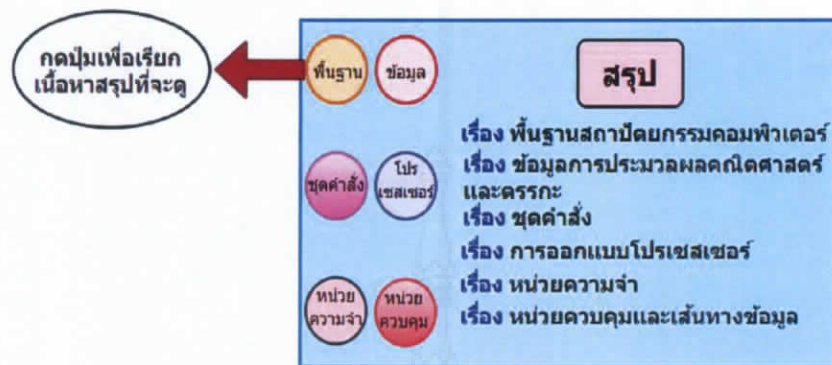 กดปุ่มเพื่อเรียก
เนื้อหาสรุปที่จะดู
พื้นฐาน
ข้อมูล
ชุดคำสั่ง
โปร
เซสเซอร์
หน่วย
ความจำ
หน่วย
ควบคุม
สรุป
เรื่อง พื้นฐานสถาปัตยกรรมคอมพิวเตอร์
เรื่อง ข้อมูลการประมวลผลคณิตศาสตร์
และตรรกะ
เรื่อง ชุดคำสั่ง
เรื่อง การออกแบบโปรเซสเซอร์
เรื่อง หน่วยความจำ
เรื่อง หน่วยควบคุมและเส้นทางข้อมูล